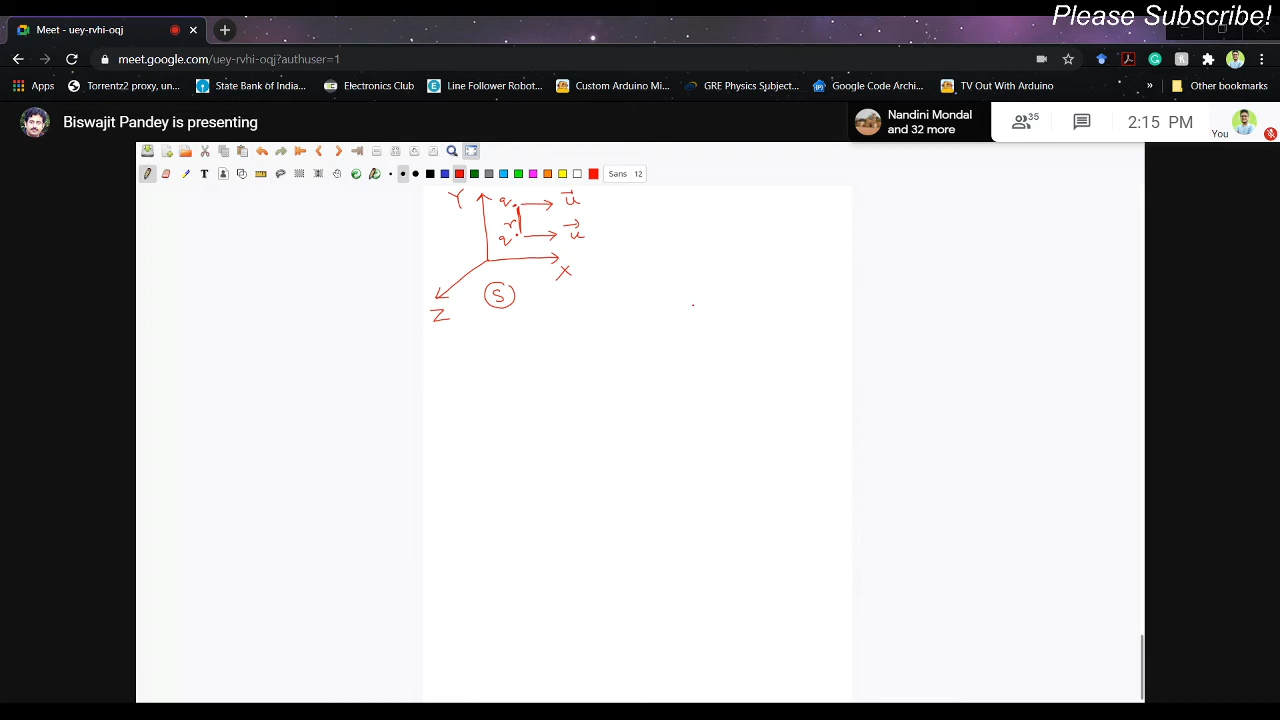 Please Subscribe!
Meet - uey-rvhi-oqj
meet.google.com/uey-rvhi-oqj?authuser=1
Apps Torrentz2 proxy, un... State Bank of India... Electronics Club Line Follower Robot... Custom Arduino Mi... GRE Physics Subject... Google Code Archi... TV Out With Arduino » Other bookmarks
Biswajit Pandey is presenting
Nandini Mondal
and 32 more
35
2:15 PM
You
Sans 12
Y q u⃗
r
q u⃗
X
S
Z